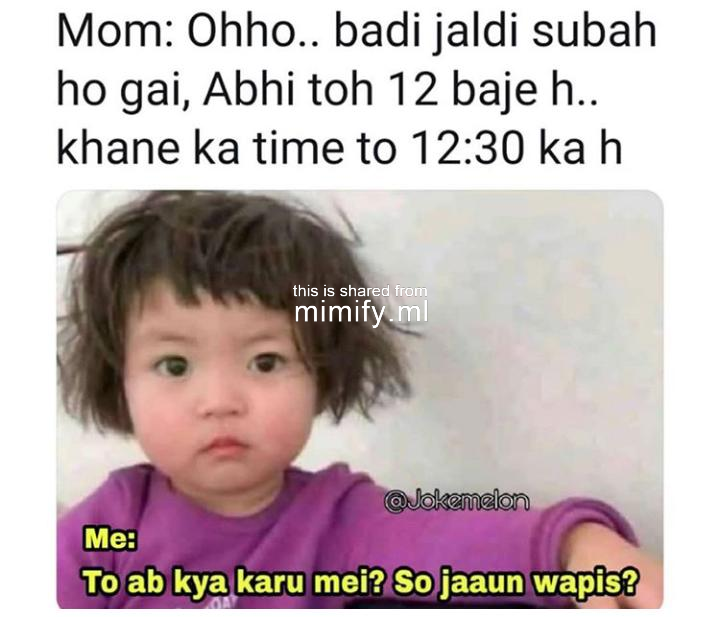 Mom: Ohho.. badi jaldi subah
ho gai, Abhi toh 12 baje h..
khane ka time to 12:30 ka h
this is shared from
mimify.ml
@Jokemelon
Me:
To ab kya karu mei? So jaaun wapis?